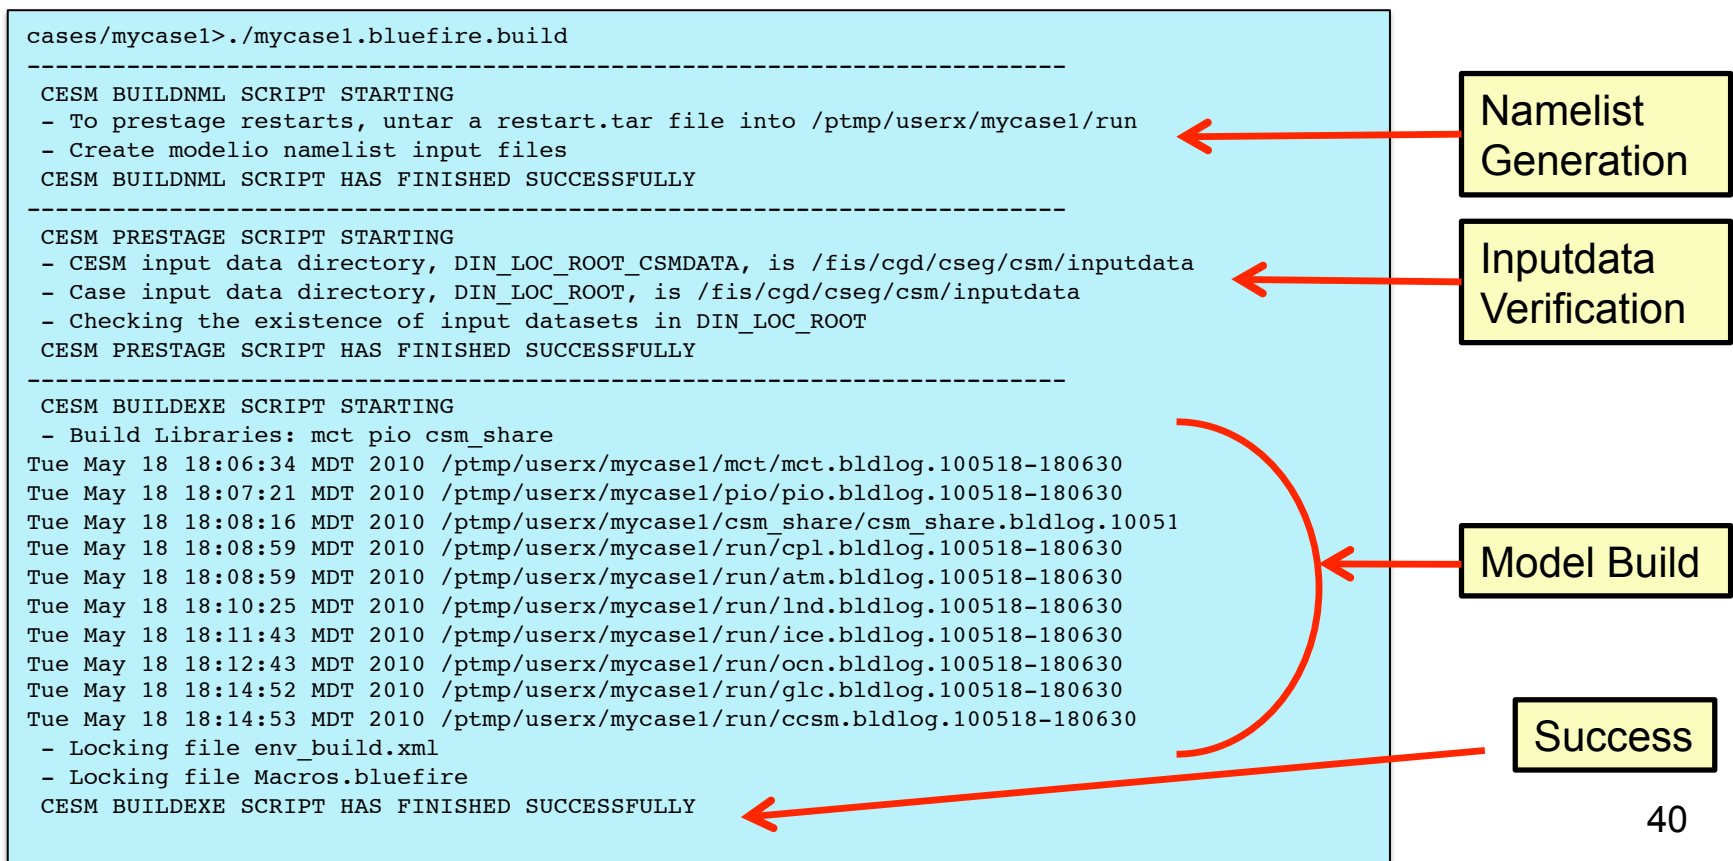 cases/mycase1>./mycase1.bluefire.build
-------------------------------------------------------------------------
CESM BUILDNML SCRIPT STARTING
- To prestage restarts, untar a restart.tar file into /ptmp/userx/mycase1/run
- Create modelio namelist input files
CESM BUILDNML SCRIPT HAS FINISHED SUCCESSFULLY
-------------------------------------------------------------------------
CESM PRESTAGE SCRIPT STARTING
- CESM input data directory, DIN_LOC_ROOT_CSMDATA, is /fis/cgd/cseg/csm/inputdata
- Case input data directory, DIN_LOC_ROOT, is /fis/cgd/cseg/csm/inputdata
- Checking the existence of input datasets in DIN_LOC_ROOT
CESM PRESTAGE SCRIPT HAS FINISHED SUCCESSFULLY
-------------------------------------------------------------------------
CESM BUILDEXE SCRIPT STARTING
- Build Libraries: mct pio csm_share
Tue May 18 18:06:34 MDT 2010 /ptmp/userx/mycase1/mct/mct.bldlog.100518-180630
Tue May 18 18:07:21 MDT 2010 /ptmp/userx/mycase1/pio/pio.bldlog.100518-180630
Tue May 18 18:08:16 MDT 2010 /ptmp/userx/mycase1/csm_share/csm_share.bldlog.10051
Tue May 18 18:08:59 MDT 2010 /ptmp/userx/mycase1/run/cpl.bldlog.100518-180630
Tue May 18 18:08:59 MDT 2010 /ptmp/userx/mycase1/run/atm.bldlog.100518-180630
Tue May 18 18:10:25 MDT 2010 /ptmp/userx/mycase1/run/lnd.bldlog.100518-180630
Tue May 18 18:11:43 MDT 2010 /ptmp/userx/mycase1/run/ice.bldlog.100518-180630
Tue May 18 18:12:43 MDT 2010 /ptmp/userx/mycase1/run/ocn.bldlog.100518-180630
Tue May 18 18:14:52 MDT 2010 /ptmp/userx/mycase1/run/glc.bldlog.100518-180630
Tue May 18 18:14:53 MDT 2010 /ptmp/userx/mycase1/run/ccsm.bldlog.100518-180630
- Locking file env_build.xml
- Locking file Macros.bluefire
CESM BUILDEXE SCRIPT HAS FINISHED SUCCESSFULLY
Namelist
Generation
Inputdata
Verification
Model Build
Success
40